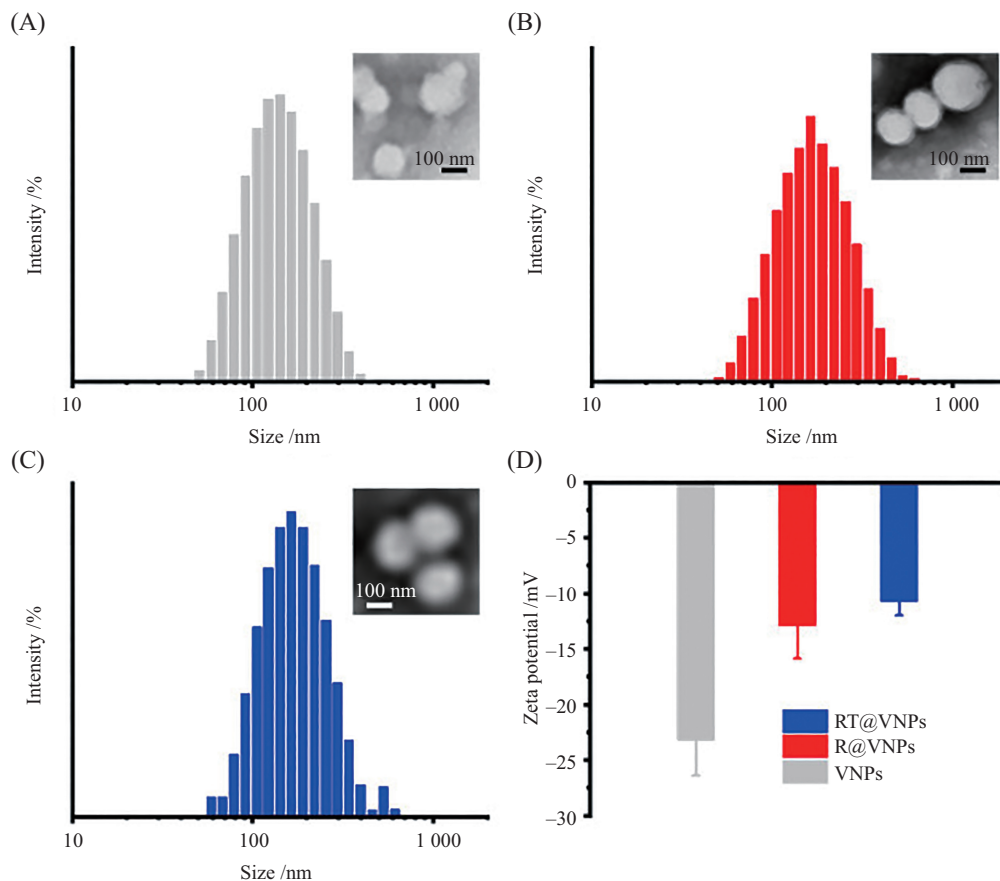 (A)
Intensity /%
100 nm
10
100
1 000
Size /nm
(B)
Intensity /%
100 nm
10
100
1 000
Size /nm
(C)
Intensity /%
100 nm
10
100
1 000
Size /nm
(D)
Zeta potential /mV
0
−5
−10
−15
−20
−25
−30
RT@VNPs
R@VNPs
VNPs